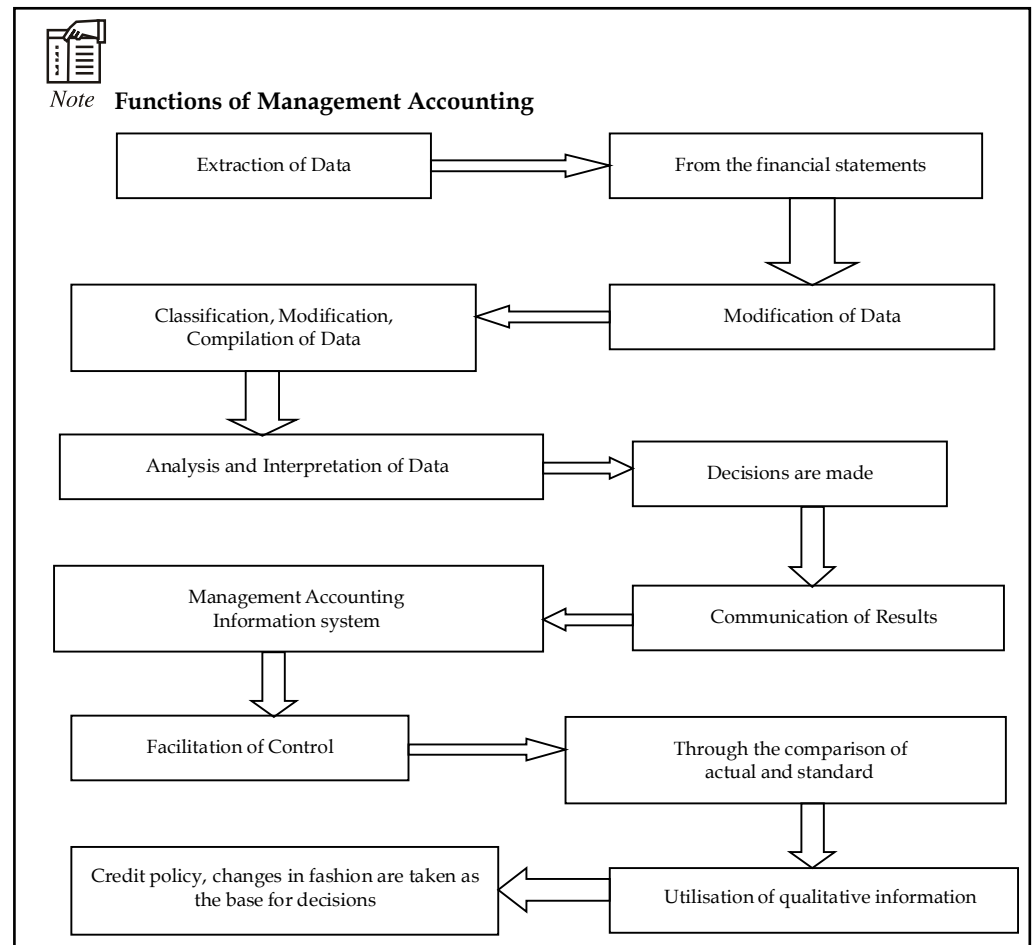 Note Functions of Management Accounting
Extraction of Data
From the financial statements
Modification of Data
Classification, Modification,
Compilation of Data
Analysis and Interpretation of Data
Decisions are made
Communication of Results
Management Accounting
Information system
Facilitation of Control
Through the comparison of
actual and standard
Utilisation of qualitative information
Credit policy, changes in fashion are taken as
the base for decisions